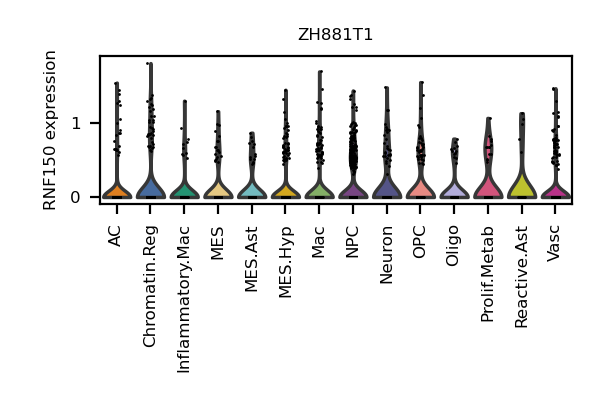 ZH881T1
RNF150 expression
1
0
AC
Chromatin.Reg
Inflammatory.Mac
MES
MES.Ast
MES.Hyp
Mac
NPC
Neuron
OPC
Oligo
Prolif.Metab
Reactive.Ast
Vasc